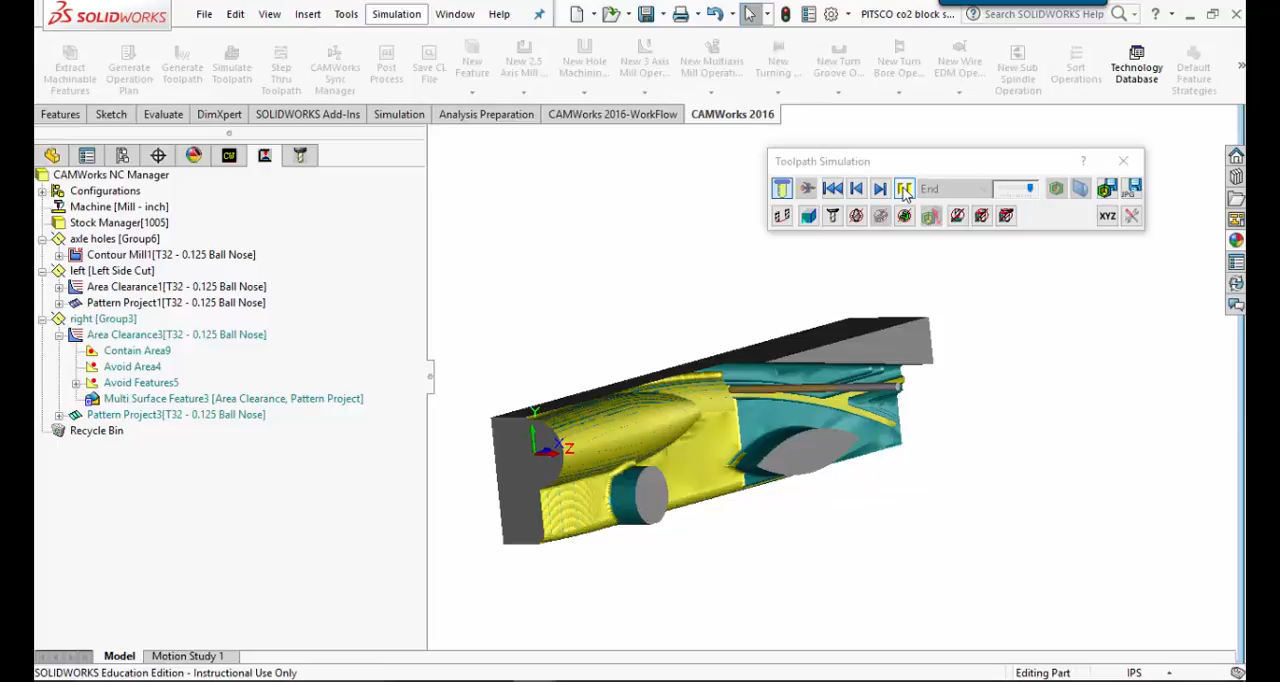 SOLIDWORKS File Edit View Insert Tools Simulation Window Help PITSCO co2 block s... Search SOLIDWORKS Help ?
Extract Machinable Features
Generate Operation Plan
Generate Toolpath
Simulate Toolpath
Step Thru Toolpath
CAMWorks Sync Manager
Post Process
Save CL File
New Feature
New 2.5 Axis Mill ...
New Hole Machinin...
New 3 Axis Mill Oper...
New Multiaxis Mill Operati...
New Turning ...
New Turn Groove O...
New Turn Bore Ope...
New Wire EDM Ope...
New Sub Spindle Operation
Sort Operations
Technology Database
Default Feature Strategies
Features Sketch Evaluate DimXpert SOLIDWORKS Add-Ins Simulation Analysis Preparation CAMWorks 2016-WorkFlow CAMWorks 2016
CW
CAMWorks NC Manager
Configurations
Machine [Mill - inch]
Stock Manager[1005]
axle holes [Group6]
Contour Mill1[T32 - 0.125 Ball Nose]
left [Left Side Cut]
Area Clearance1[T32 - 0.125 Ball Nose]
Pattern Project1[T32 - 0.125 Ball Nose]
right [Group3]
Area Clearance3[T32 - 0.125 Ball Nose]
Contain Area9
Avoid Area4
Avoid Features5
Multi Surface Feature3 [Area Clearance, Pattern Project]
Pattern Project3[T32 - 0.125 Ball Nose]
Recycle Bin
Toolpath Simulation ?
End
JPG
XYZ
Y
X
Z
Model Motion Study 1
SOLIDWORKS Education Edition - Instructional Use Only Editing Part IPS